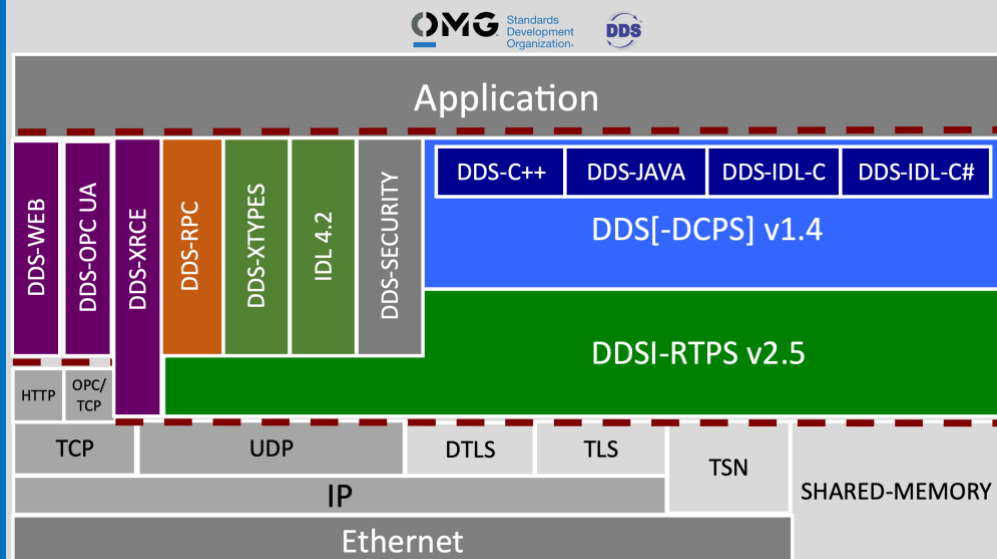 OMG Standards
Development
Organization
DDS
Application
DDS-WEB
DDS-OPC UA
DDS-XRCE
DDS-RPC
DDS-XTYPES
IDL 4.2
DDS-SECURITY
DDS-C++
DDS-JAVA
DDS-IDL-C
DDS-IDL-C#
DDS[-DCPS] v1.4
DDSI-RTPS v2.5
HTTP
OPC/
TCP
TCP
UDP
DTLS
TLS
TSN
SHARED-MEMORY
IP
Ethernet